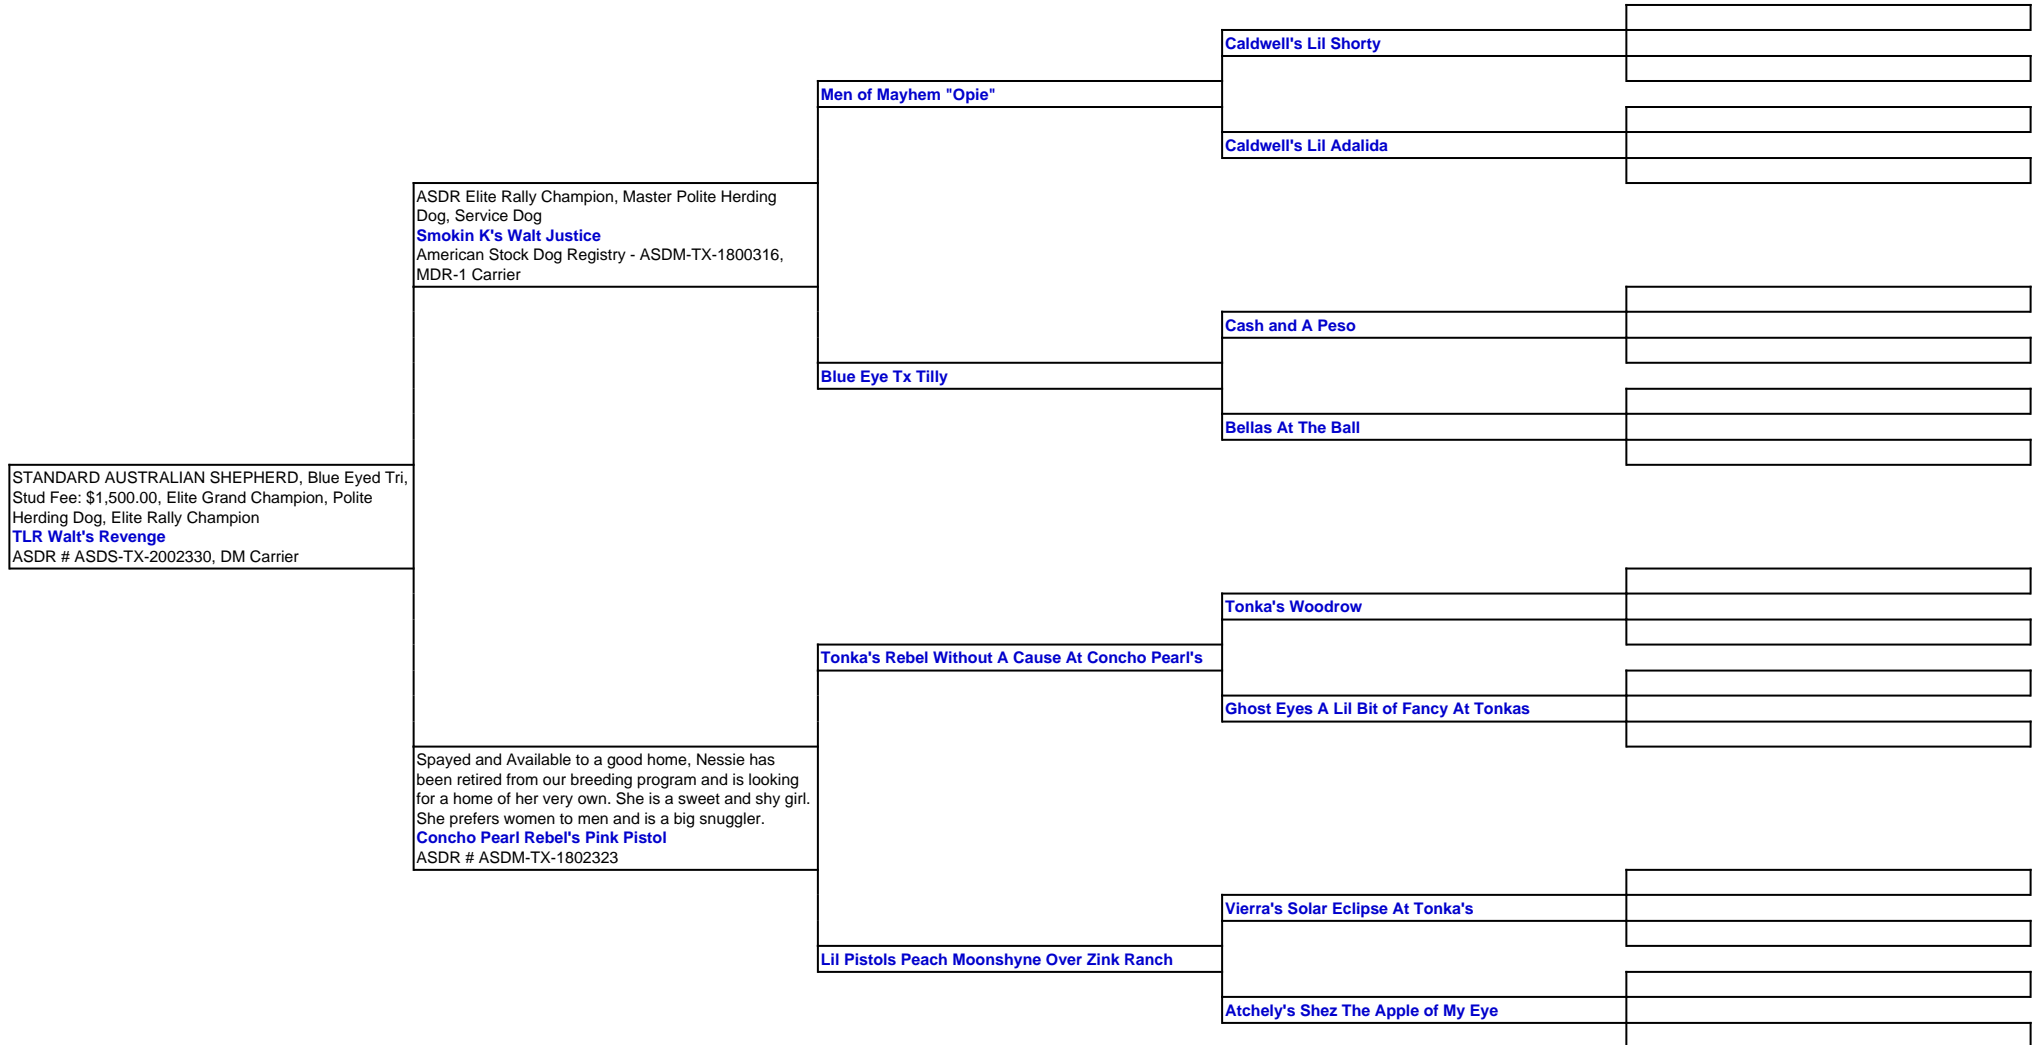 Caldwell's Lil Shorty
Men of Mayhem "Opie"
Caldwell's Lil Adalida
ASDR Elite Rally Champion, Master Polite Herding
Dog, Service Dog
Smokin K's Walt Justice
American Stock Dog Registry - ASDM-TX-1800316,
MDR-1 Carrier
Cash and A Peso
Blue Eye Tx Tilly
Bellas At The Ball
STANDARD AUSTRALIAN SHEPHERD, Blue Eyed Tri,
Stud Fee: $1,500.00, Elite Grand Champion, Polite
Herding Dog, Elite Rally Champion
TLR Walt's Revenge
ASDR # ASDS-TX-2002330, DM Carrier
Tonka's Woodrow
Tonka's Rebel Without A Cause At Concho Pearl's
Ghost Eyes A Lil Bit of Fancy At Tonkas
Spayed and Available to a good home, Nessie has
been retired from our breeding program and is looking
for a home of her very own. She is a sweet and shy girl.
She prefers women to men and is a big snuggler.
Concho Pearl Rebel's Pink Pistol
ASDR # ASDM-TX-1802323
Vierra's Solar Eclipse At Tonka's
Lil Pistols Peach Moonshyne Over Zink Ranch
Atchely's Shez The Apple of My Eye